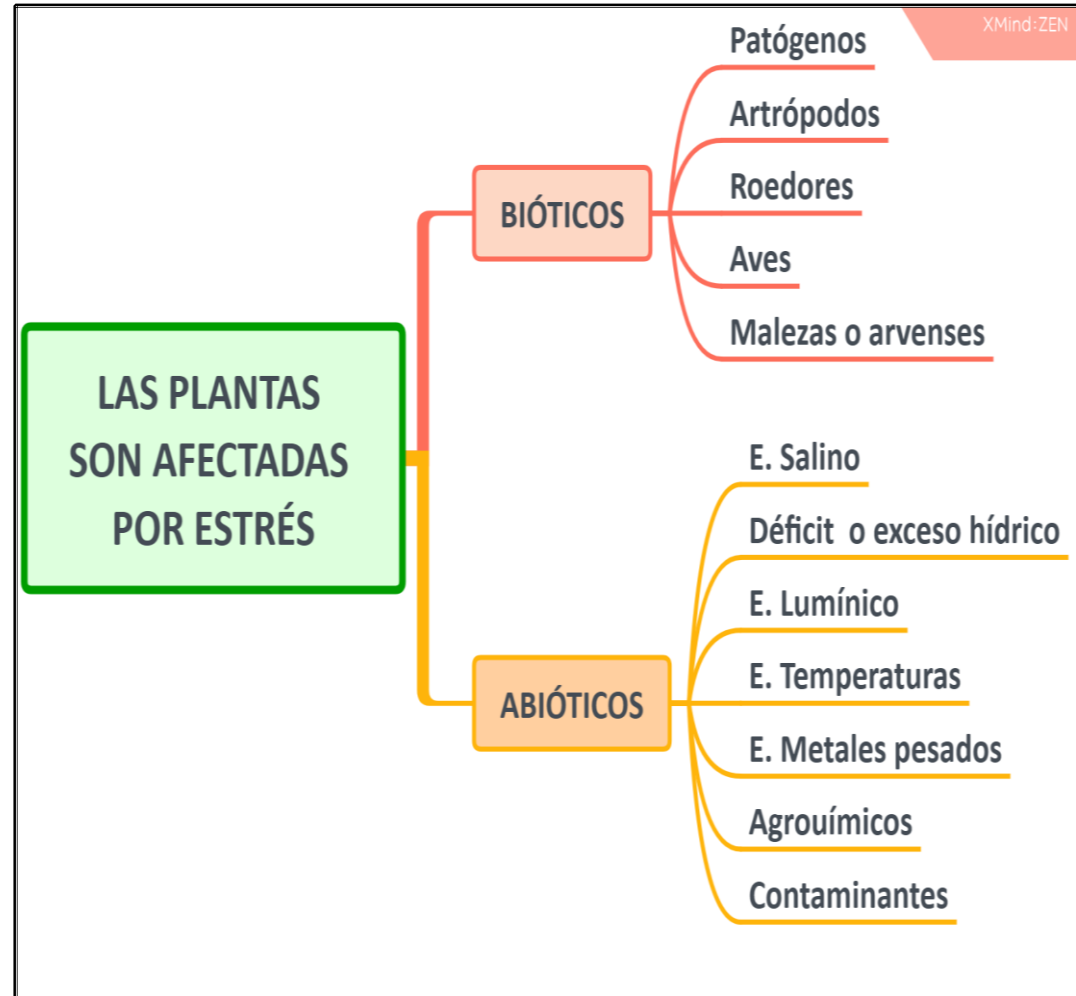 XMind:ZEN
LAS PLANTAS
SON AFECTADAS
POR ESTRÉS
BIÓTICOS
Patógenos
Artrópodos
Roedores
Aves
Malezas o arvenses
ABIÓTICOS
E. Salino
Déficit o exceso hídrico
E. Lumínico
E. Temperaturas
E. Metales pesados
Agrouímicos
Contaminantes